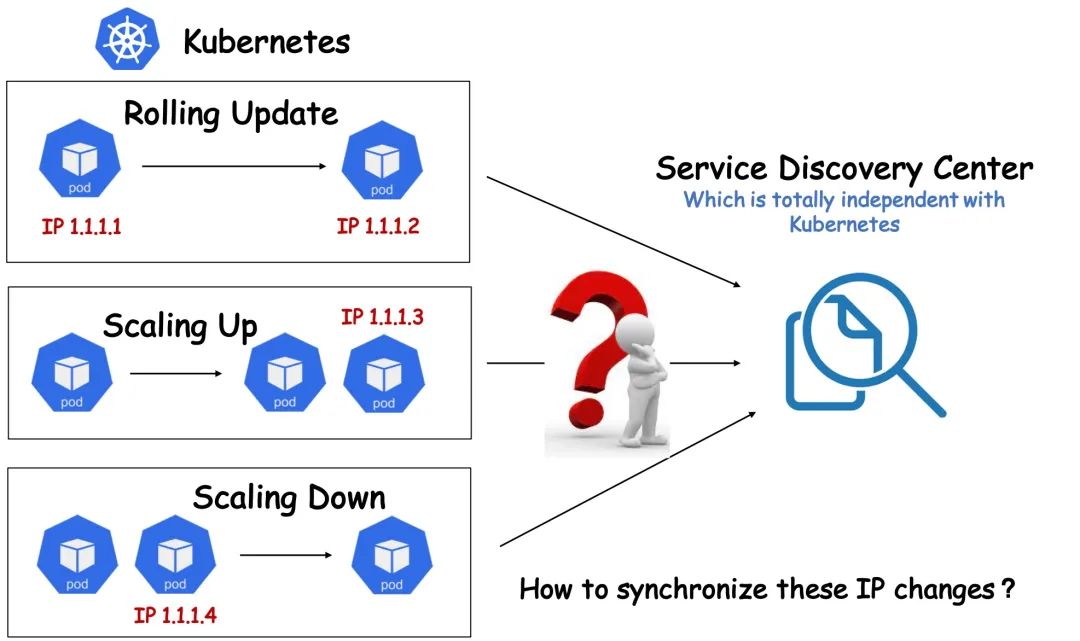 Kubernetes
Rolling Update
pod
pod
IP 1.1.1.1
IP 1.1.1.2
Service Discovery Center
Which is totally independent with
Kubernetes
Scaling Up
IP 1.1.1.3
pod
pod
pod
Scaling Down
pod
pod
pod
IP 1.1.1.4
How to synchronize these IP changes？